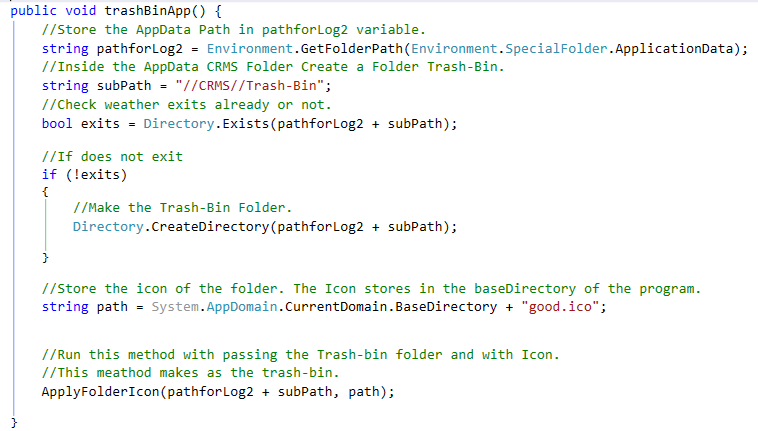 public void trashBinApp() {
//Store the AppData Path in pathforLog2 variable.
string pathforLog2 = Environment.GetFolderPath(Environment.SpecialFolder.ApplicationData);
//Inside the AppData CRMS Folder Create a Folder Trash-Bin.
string subPath = "//CRMS//Trash-Bin";
//Check weather exits already or not.
bool exits = Directory.Exists(pathforLog2 + subPath);
//If does not exit
if (!exits)
{
//Make the Trash-Bin Folder.
Directory.CreateDirectory(pathforLog2 + subPath);
}
//Store the icon of the folder. The Icon stores in the baseDirectory of the program.
string path = System.AppDomain.CurrentDomain.BaseDirectory + "good.ico";
//Run this method with passing the Trash-bin folder and with Icon.
//This meathod makes as the trash-bin.
ApplyFolderIcon(pathforLog2 + subPath, path);
}